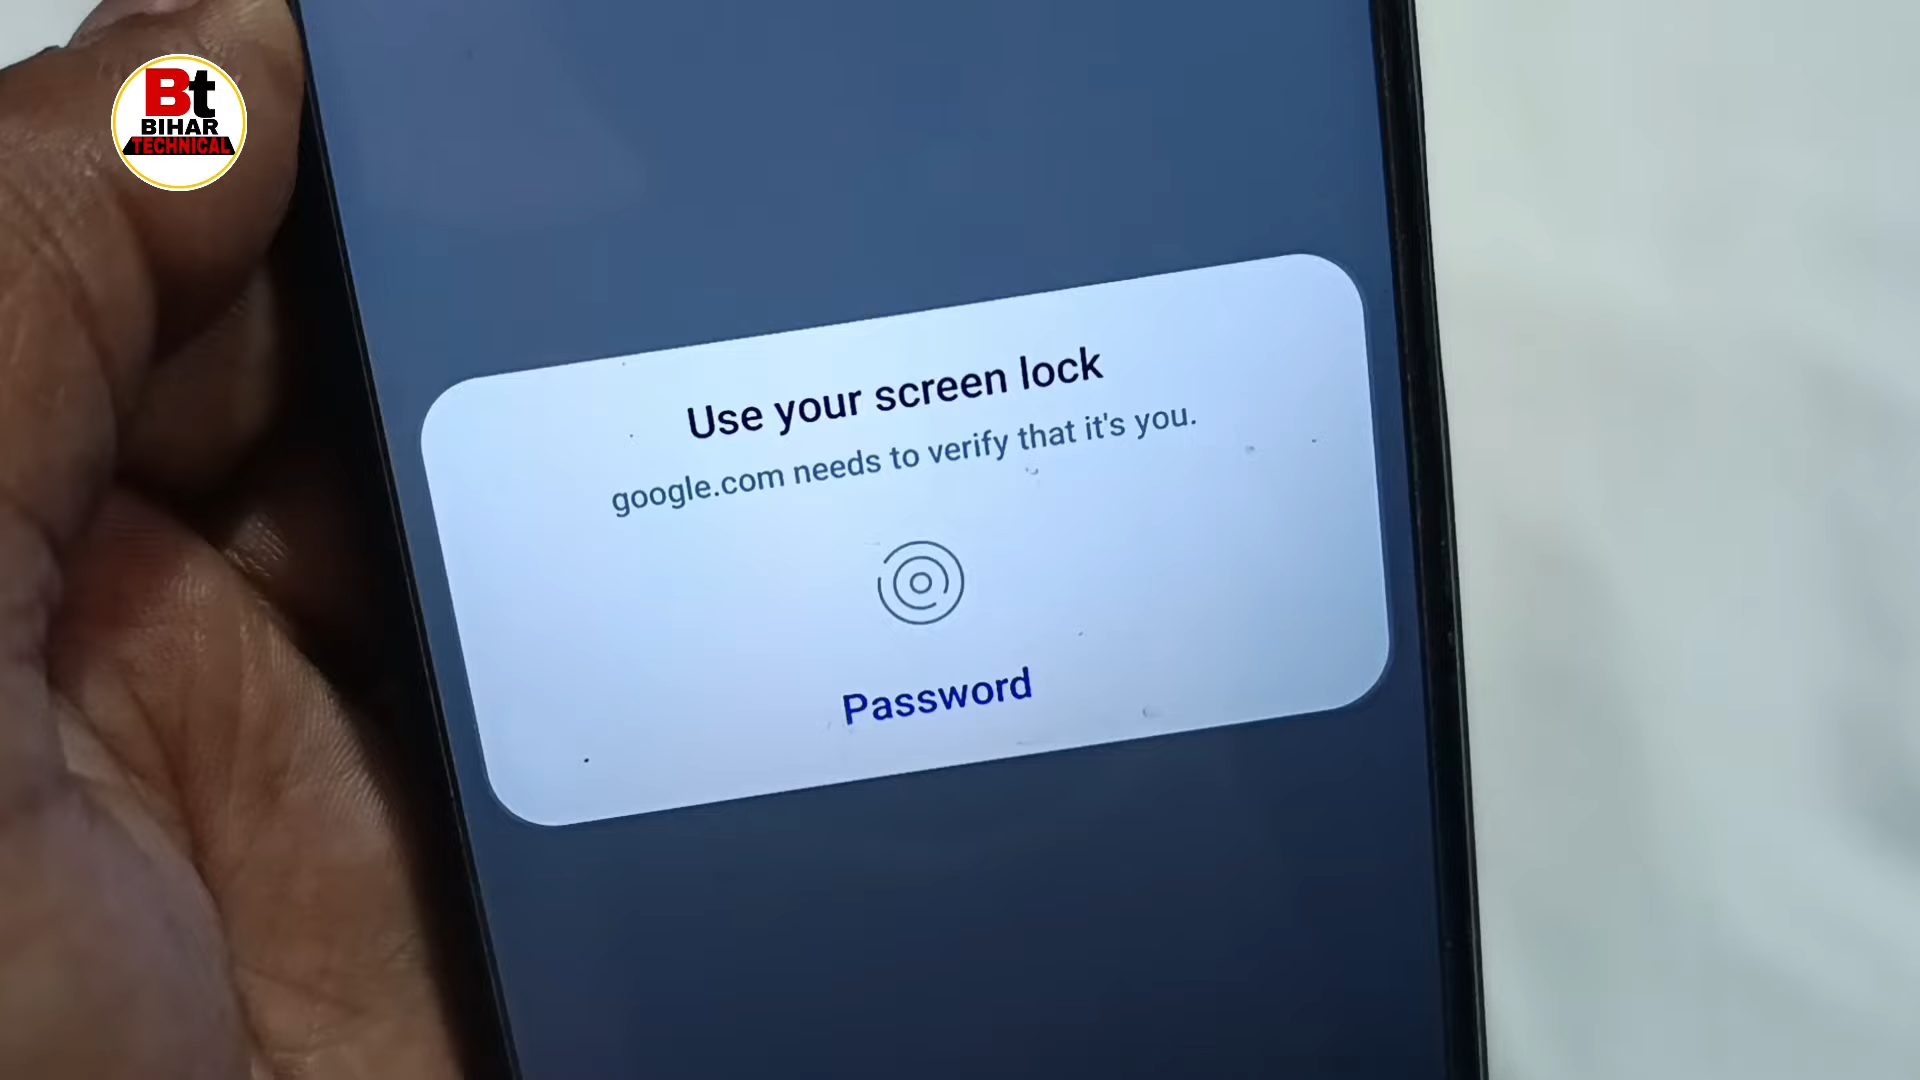 Bt
BIHAR
TECHNICAL
Use your screen lock
google.com needs to verify that it's you.
Password